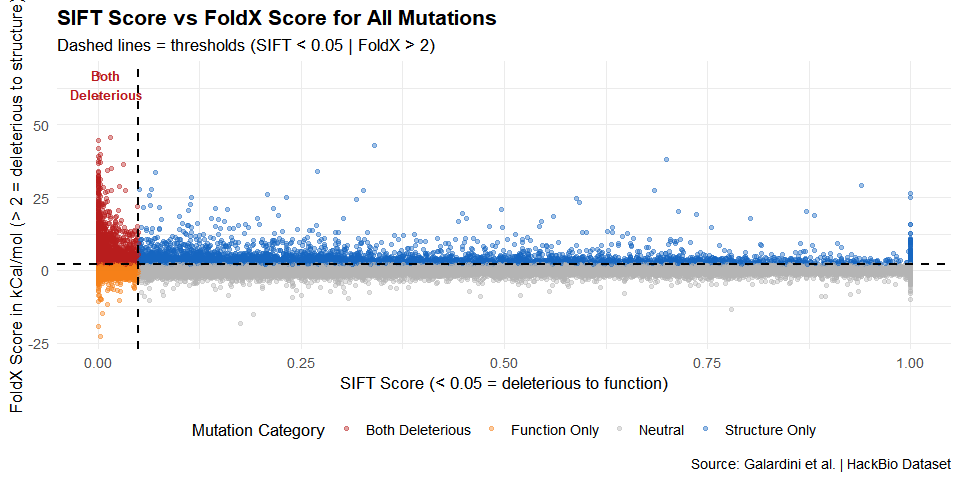 SIFT Score vs FoldX Score for All Mutations
Dashed lines = thresholds (SIFT < 0.05 | FoldX > 2)
FoldX Score in kCal/mol (> 2 = deleterious to structure)
Both
Deleterious
50
25
0
-25
0.00 0.25 0.50 0.75 1.00
SIFT Score (< 0.05 = deleterious to function)
Mutation Category Both Deleterious Function Only Neutral Structure Only
Source: Galardini et al. | HackBio Dataset